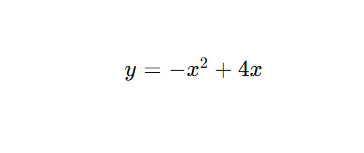 y = −x² + 4x